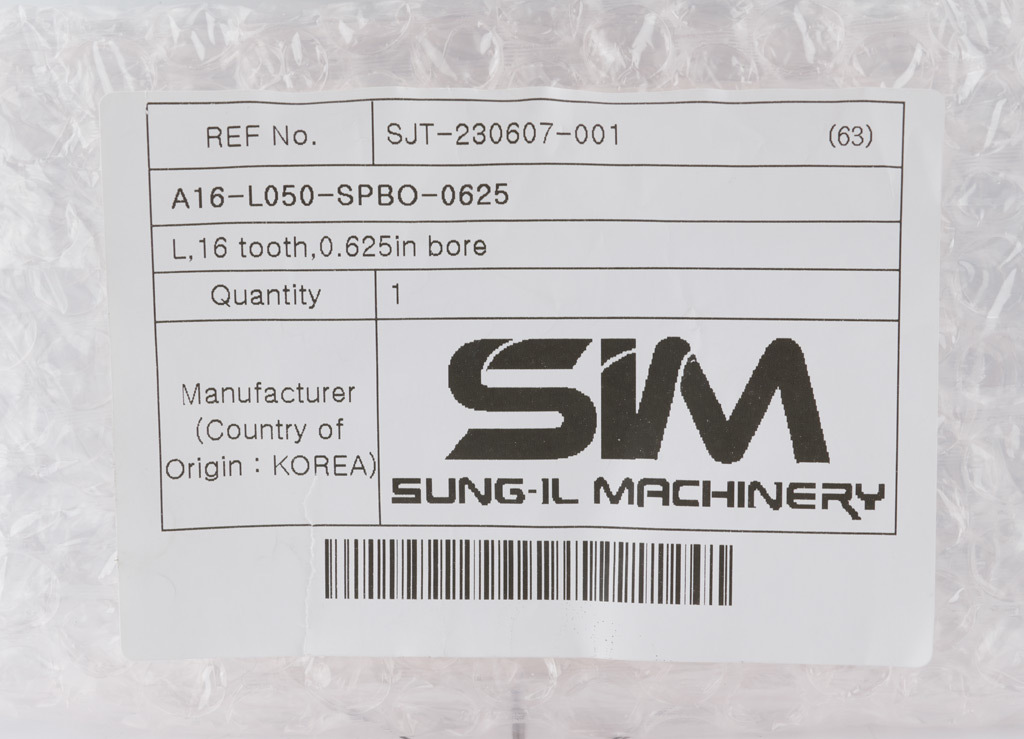 REF No. SJT-230607-001 (63)
A16-L050-SPBO-0625
L,16 tooth,0.625in bore
Quantity 1
Manufacturer
(Country of
Origin : KOREA)
SIM
SUNG-IL MACHINERY